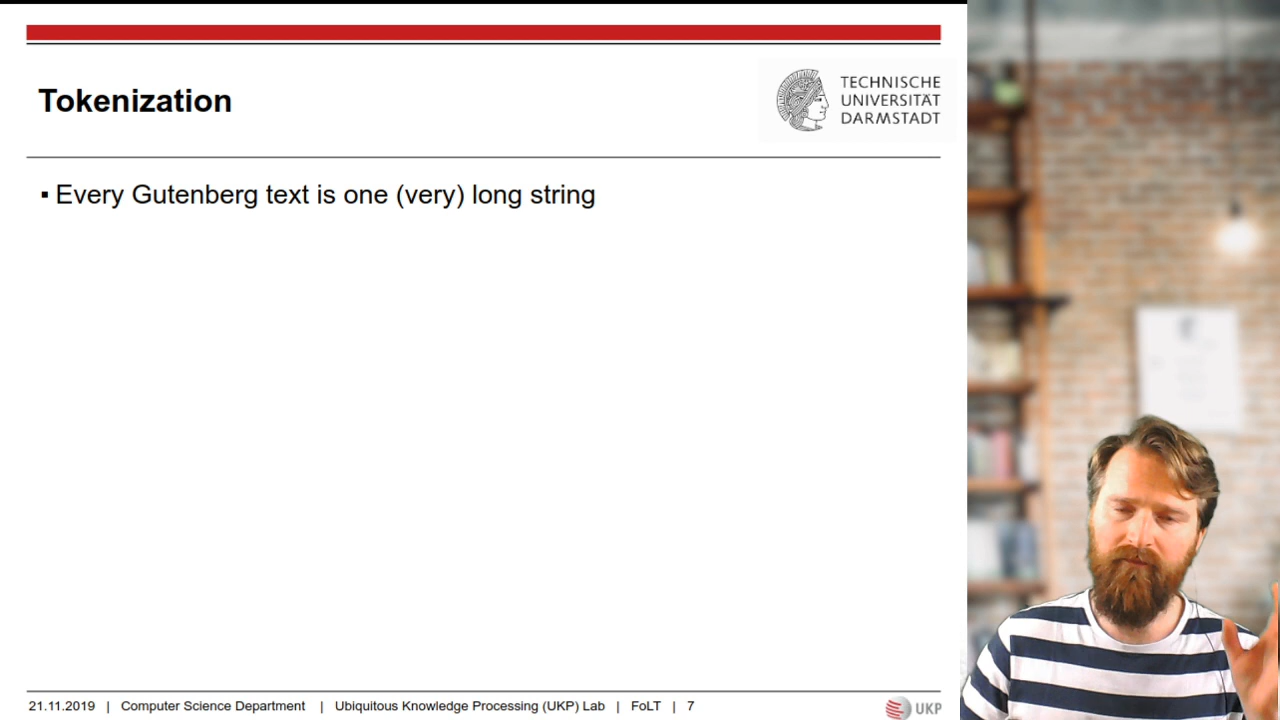 Tokenization
TECHNISCHE
UNIVERSITÄT
DARMSTADT
▪ Every Gutenberg text is one (very) long string
21.11.2019 | Computer Science Department | Ubiquitous Knowledge Processing (UKP) Lab | FoLT | 7
UKP